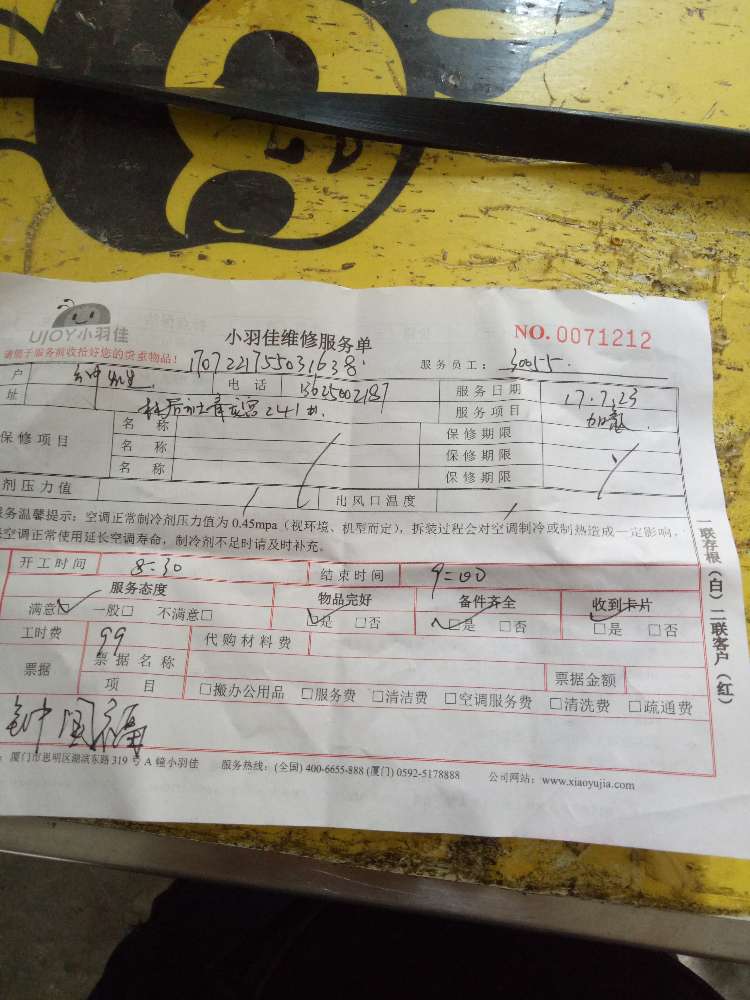 UJOY小羽佳
小羽佳维修服务单
NO.0071212
请随于服务前收拾好您的贵重物品!
1707221755031638
服务员工: 3001-5
户 钟先生 电话 13625002187 服务日期 17.7.23
址 241 服务项目 加氨
保修项目 名称 保修期限
名称 保修期限
名称 保修期限
剂压力值 出风口温度
务温馨提示:空调正常制冷剂压力值为0.45mpa(视环境、机型而定),拆装过程会对空调制冷或制热造成一定影响,
空调正常使用延长空调寿命,制冷剂不足时请及时补充。
开工时间 8=30 结束时间 9=00
服务态度 物品完好 备件齐全 收到卡片
满意☑ 一般□ 不满意□ ☑是 □否 ☑是 □否 ☑是 □否
工时费 99 代购材料费
票据 票据名称 票据金额
项目 □搬办公用品 □服务费 □清洁费 □空调服务费 □清洗费 □疏通费
钟国福
:厦门市思明区湖滨东路319号A幢小羽佳 服务热线:(全国)400-6655-888(厦门)0592-5178888 公司网站:www.xiaoyujia.com
一联存根(白)二联客户(红)